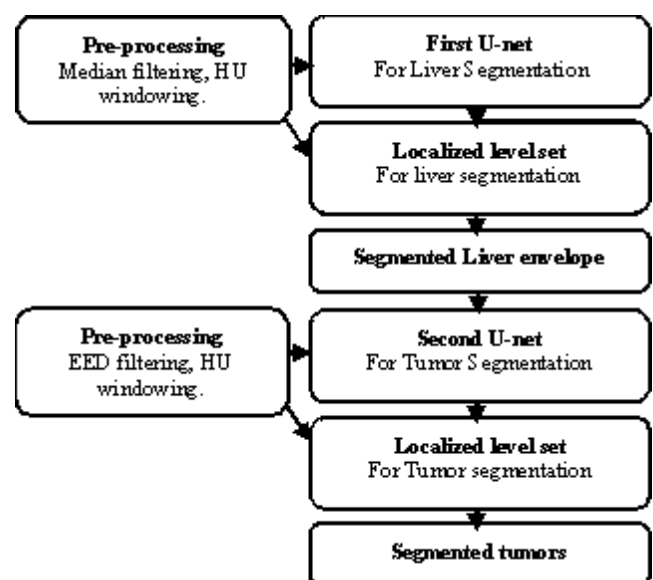 Pre-processing
Median filtering, HU
windowing.
First U-net
For Liver Segmentation
Localized level set
For liver segmentation
Segmented Liver envelope
Pre-processing
EED filtering, HU
windowing.
Second U-net
For Tumor Segmentation
Localized level set
For Tumor segmentation
Segmented tumors